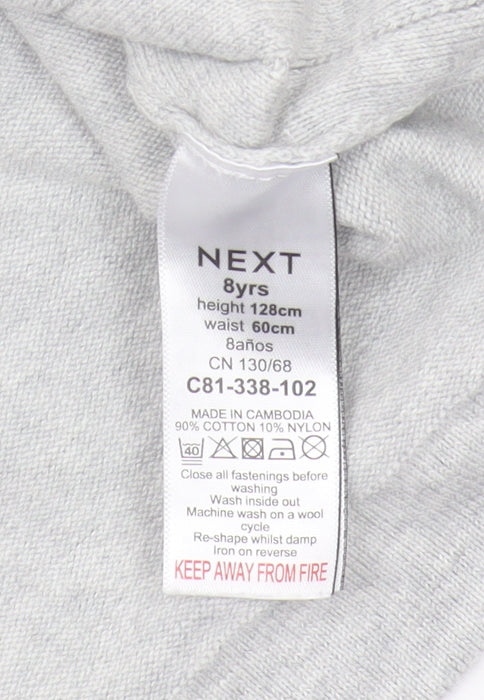 NEXT
8yrs
height 128cm
waist 60cm
8años
CN 130/68
C81-338-102
MADE IN CAMBODIA
90% COTTON 10% NYLON
40
Close all fastenings before
washing
Wash inside out
Machine wash on a wool
cycle
Re-shape whilst damp
Iron on reverse
KEEP AWAY FROM FIRE